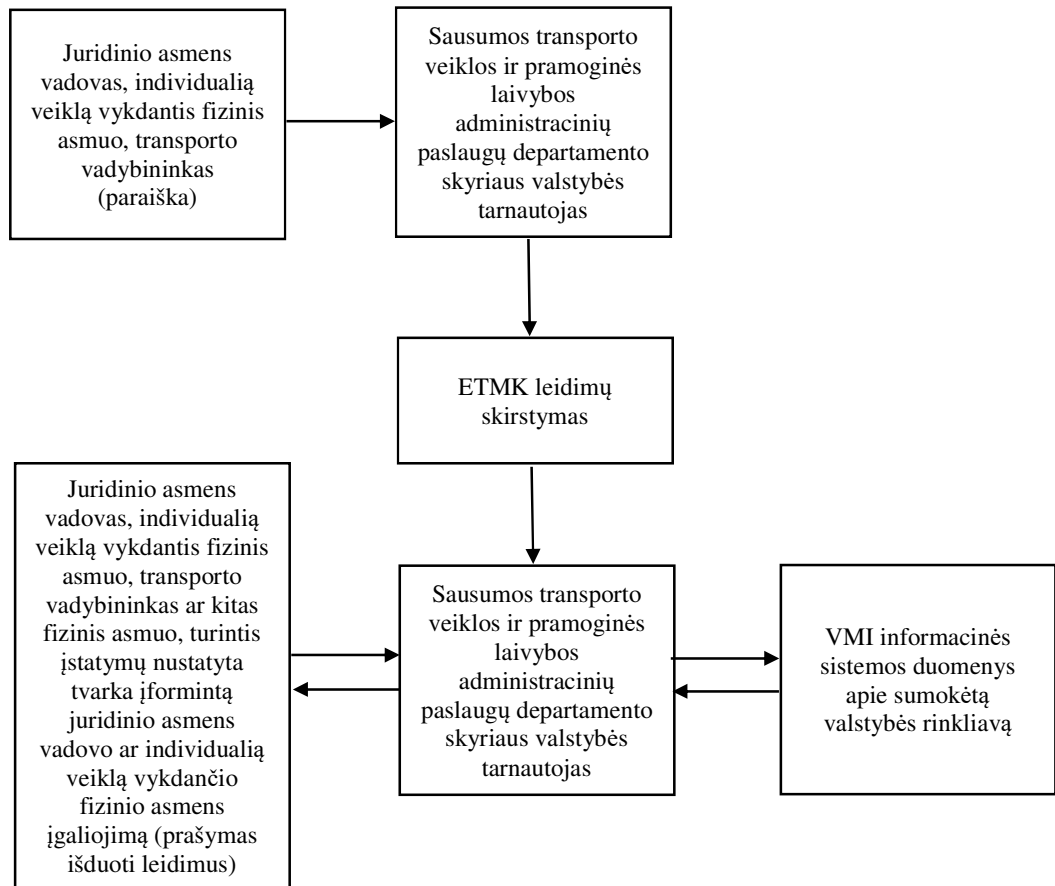 Juridinio asmens
vadovas, individualią
veiklą vykdantis fizinis
asmuo, transporto
vadybininkas
(paraiška)
Sausumos transporto
veiklos ir pramoginės
laivybos
administracinių
paslaugų departamento
skyriaus valstybės
tarnautojas
ETMK leidimų
skirstymas
Juridinio asmens
vadovas, individualią
veiklą vykdantis fizinis
asmuo, transporto
vadybininkas ar kitas
fizinis asmuo, turintis
įstatymų nustatyta
tvarka įformintą
juridinio asmens
vadovo ar individualią
veiklą vykdančio
fizinio asmens
įgaliojimą (prašymas
išduoti leidimus)
Sausumos transporto
veiklos ir pramoginės
laivybos
administracinių
paslaugų departamento
skyriaus valstybės
tarnautojas
VMI informacinės
sistemos duomenys
apie sumokėtą
valstybės rinkliavą